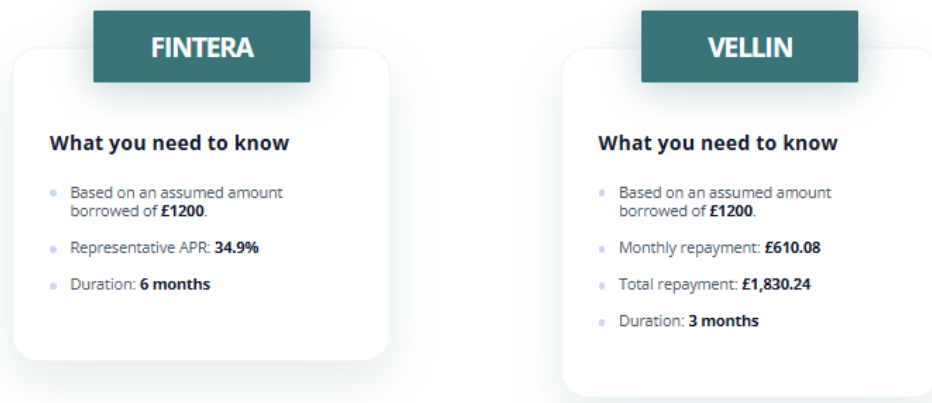 FINTERA
What you need to know
Based on an assumed amount
borrowed of £1200.
Representative APR: 34.9%
Duration: 6 months
VELLIN
What you need to know
Based on an assumed amount
borrowed of £1200.
Monthly repayment: £610.08
Total repayment: £1,830.24
Duration: 3 months